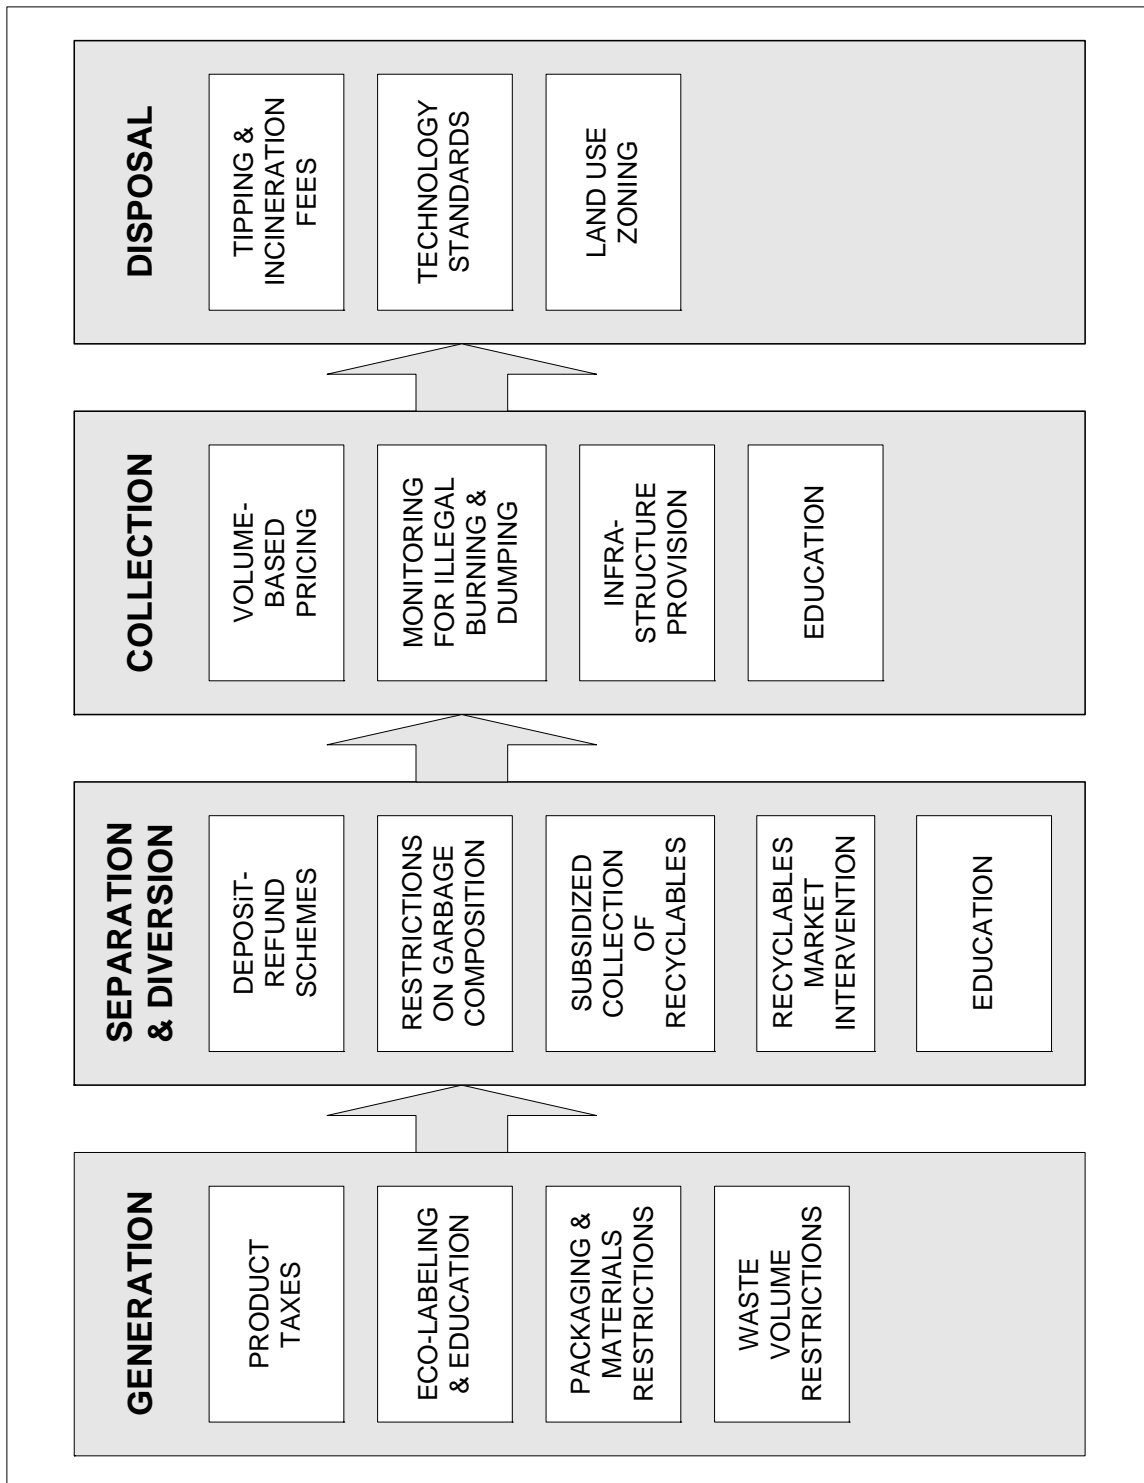 GENERATION
PRODUCT
TAXES
ECO-LABELING
& EDUCATION
PACKAGING &
MATERIALS
RESTRICTIONS
WASTE
VOLUME
RESTRICTIONS
SEPARATION
& DIVERSION
DEPOSiT-
REFUND
SCHEMES
RESTRICTIONS
ON GARBAGE
COMPOSITION
SUBSIDIZED
COLLECTION
OF
RECYCLABLES
RECYCLABLES
MARKET
INTERVENTION
EDUCATION
COLLECTION
VOLUME-
BASED
PRICING
MONITORING
FOR ILLEGAL
BURNING &
DUMPING
INFRA-
STRUCTURE
PROVISION
EDUCATION
DISPOSAL
TIPPING &
INCINERATION
FEES
TECHNOLOGY
STANDARDS
LAND USE
ZONING